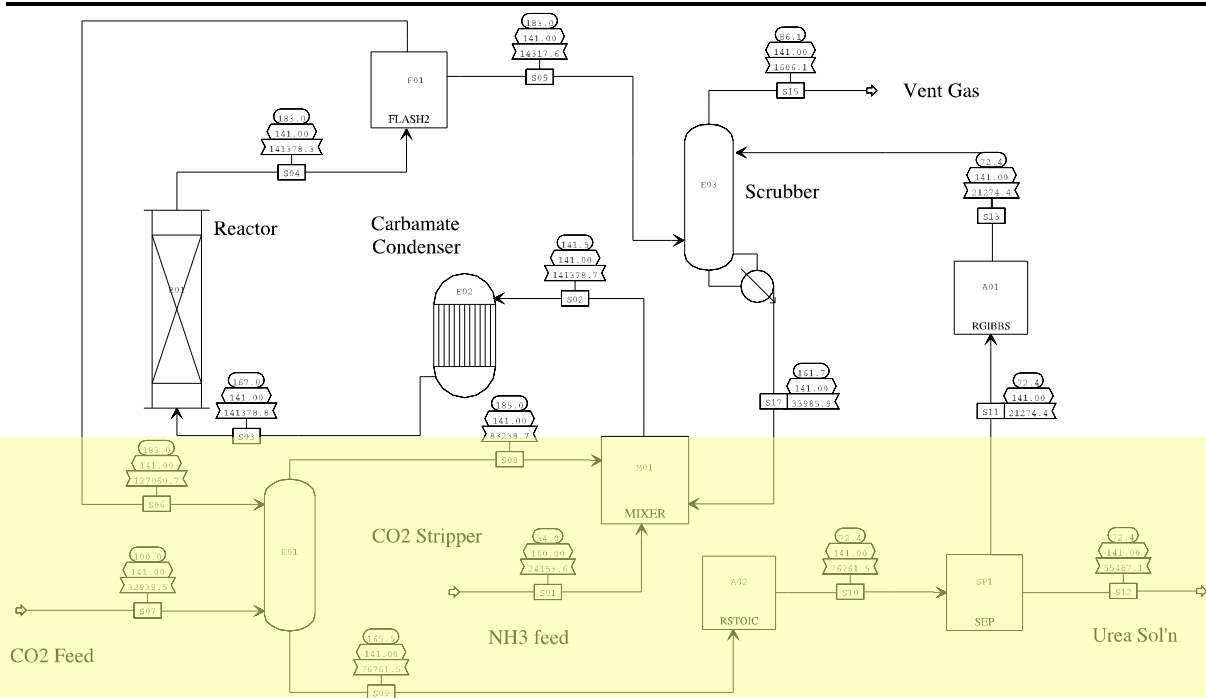 183.0
141.00
14317.6
S05
86.1
141.00
1606.1
S15
Vent Gas
F01
FLASH2
183.0
141.00
141378.3
S04
72.4
141.00
21274.4
S13
E03
Scrubber
Reactor
Carbamate
Condenser
141.5
141.00
141378.7
S02
A01
RGIBBS
R01
E02
167.0
141.00
141378.8
S03
161.7
141.00
S17
33985.9
72.4
141.00
S11
21274.4
185.0
141.00
83238.7
S08
183.0
141.00
127060.7
S06
M01
MIXER
CO2 Stripper
E01
100.0
141.00
32939.5
S07
34.0
160.00
24153.6
S01
72.4
141.00
76761.5
S10
72.4
141.00
55487.1
S12
A02
RSTOIC
SP1
SEP
NH3 feed
Urea Sol'n
CO2 Feed
165.5
141.00
76761.5
S09